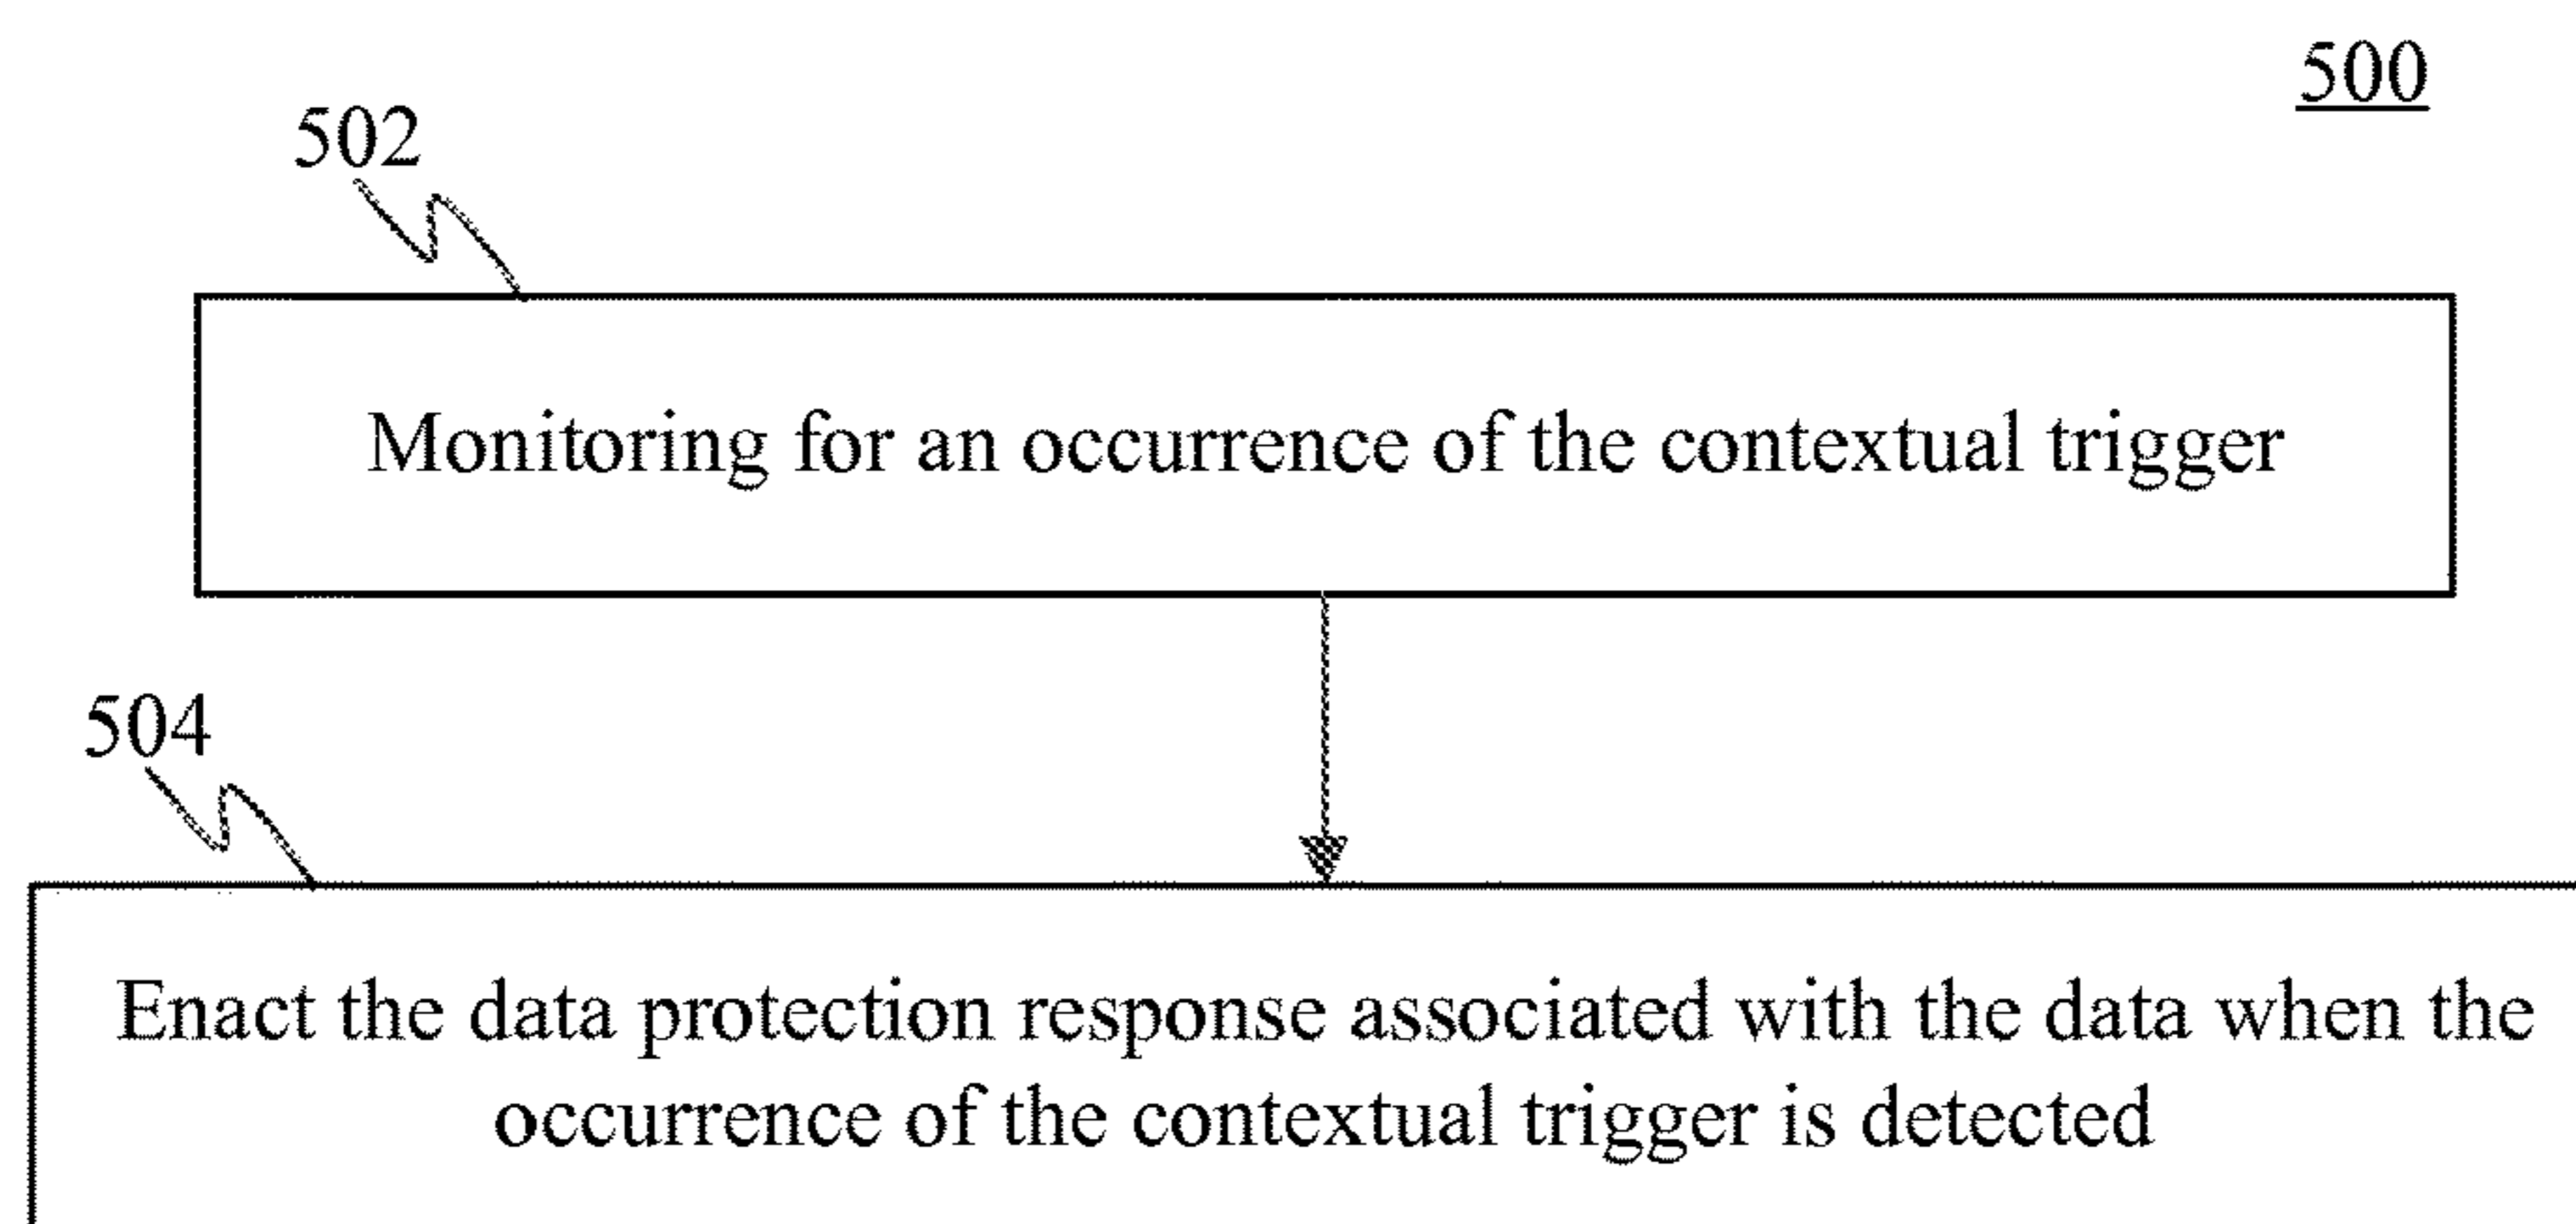 500
502
Monitoring for an occurrence of the contextual trigger
504
Enact the data protection response associated with the data when the
occurrence of the contextual trigger is detected